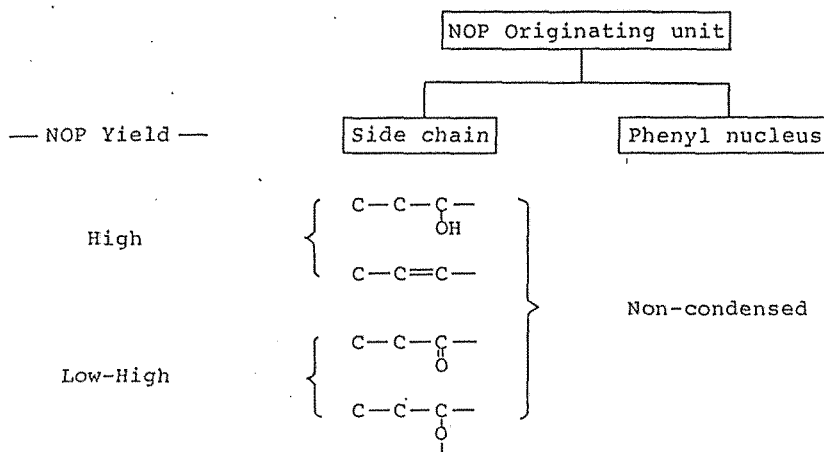 NOP Originating unit
— NOP Yield — Side chain Phenyl nucleus
C—C—C—
OH
High
C—C=C—
Non-condensed
C—C—C—
O
Low-High
C—C—C—
O